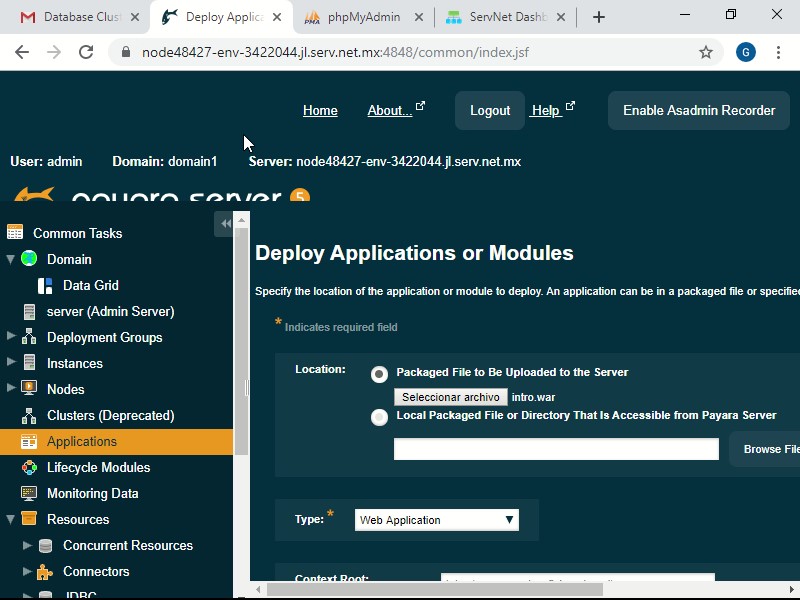 Database Clust
Deploy Applica
phpMyAdmin
ServNet Dashb
node48427-env-3422044.jl.serv.net.mx:4848/common/index.jsf
G
Home
About...
Logout
Help
Enable Asadmin Recorder
User: admin
Domain: domain1
Server: node48427-env-3422044.jl.serv.net.mx
payara server 5
Common Tasks
Domain
Data Grid
server (Admin Server)
Deployment Groups
Instances
Nodes
Clusters (Deprecated)
Applications
Lifecycle Modules
Monitoring Data
Resources
Concurrent Resources
Connectors
JDBC
Deploy Applications or Modules
Specify the location of the application or module to deploy. An application can be in a packaged file or specified
* Indicates required field
Location:
Packaged File to Be Uploaded to the Server
Seleccionar archivo intro.war
Local Packaged File or Directory That Is Accessible from Payara Server
Browse File
Type: *
Web Application
Context Root: